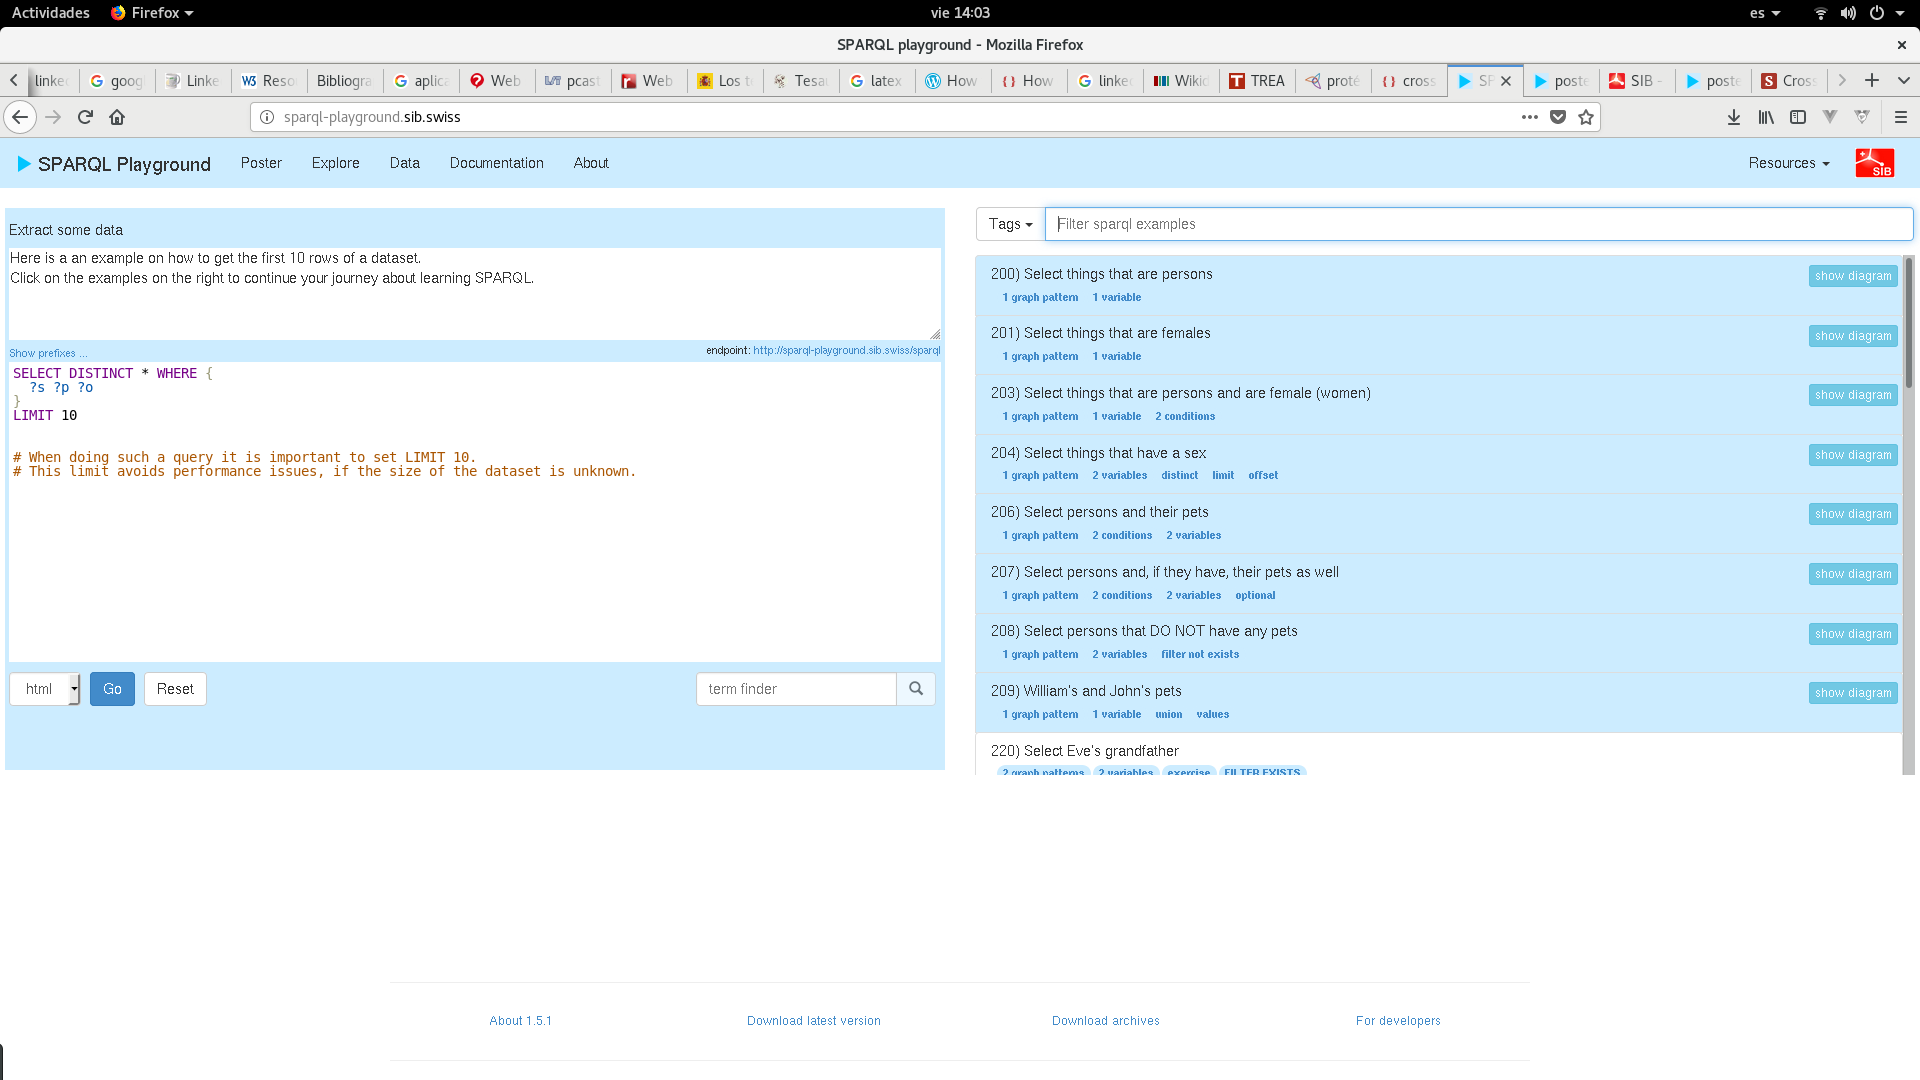 Actividades Firefox vie 14:03 es
SPARQL playground - Mozilla Firefox
linke goog Linke Reso Bibliogra aplica Web pcast Web Los t Tesau latex How How linke Wikid TREA proté cross SP poste SIB - poste Cross
sparql-playground.sib.swiss
SPARQL Playground Poster Explore Data Documentation About Resources SIB
Extract some data
Here is a an example on how to get the first 10 rows of a dataset.
Click on the examples on the right to continue your journey about learning SPARQL.
Show prefixes ... endpoint: http://sparql-playground.sib.swiss/sparql
SELECT DISTINCT * WHERE {
?s ?p ?o
}
LIMIT 10
# When doing such a query it is important to set LIMIT 10.
# This limit avoids performance issues, if the size of the dataset is unknown.
html Go Reset term finder
Tags Filter sparql examples
200) Select things that are persons show diagram
1 graph pattern 1 variable
201) Select things that are females show diagram
1 graph pattern 1 variable
203) Select things that are persons and are female (women) show diagram
1 graph pattern 1 variable 2 conditions
204) Select things that have a sex show diagram
1 graph pattern 2 variables distinct limit offset
206) Select persons and their pets show diagram
1 graph pattern 2 conditions 2 variables
207) Select persons and, if they have, their pets as well show diagram
1 graph pattern 2 conditions 2 variables optional
208) Select persons that DO NOT have any pets show diagram
1 graph pattern 2 variables filter not exists
209) William's and John's pets show diagram
1 graph pattern 1 variable union values
220) Select Eve's grandfather
2 graph patterns 2 variables exercise FILTER EXISTS
About 1.5.1 Download latest version Download archives For developers